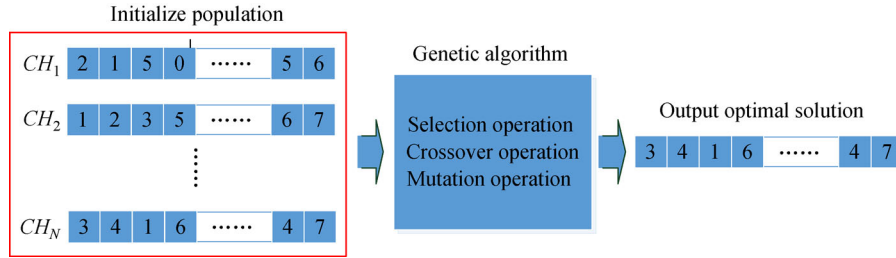 Initialize population
CH1 2 1 5 0 ...... 5 6
CH2 1 2 3 5 ...... 6 7
CHN 3 4 1 6 ...... 4 7
Genetic algorithm
Selection operation
Crossover operation
Mutation operation
Output optimal solution
3 4 1 6 ...... 4 7